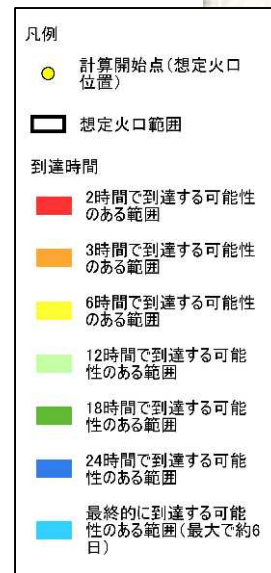 凡例
計算開始点(想定火口
位置)
想定火口範囲
到達時間
2時間で到達する可能性
のある範囲
3時間で到達する可能性
のある範囲
6時間で到達する可能性
のある範囲
12時間で到達する可能
性のある範囲
18時間で到達する可能
性のある範囲
24時間で到達する可能
性のある範囲
最終的に到達する可能
性のある範囲(最大で約6
日)